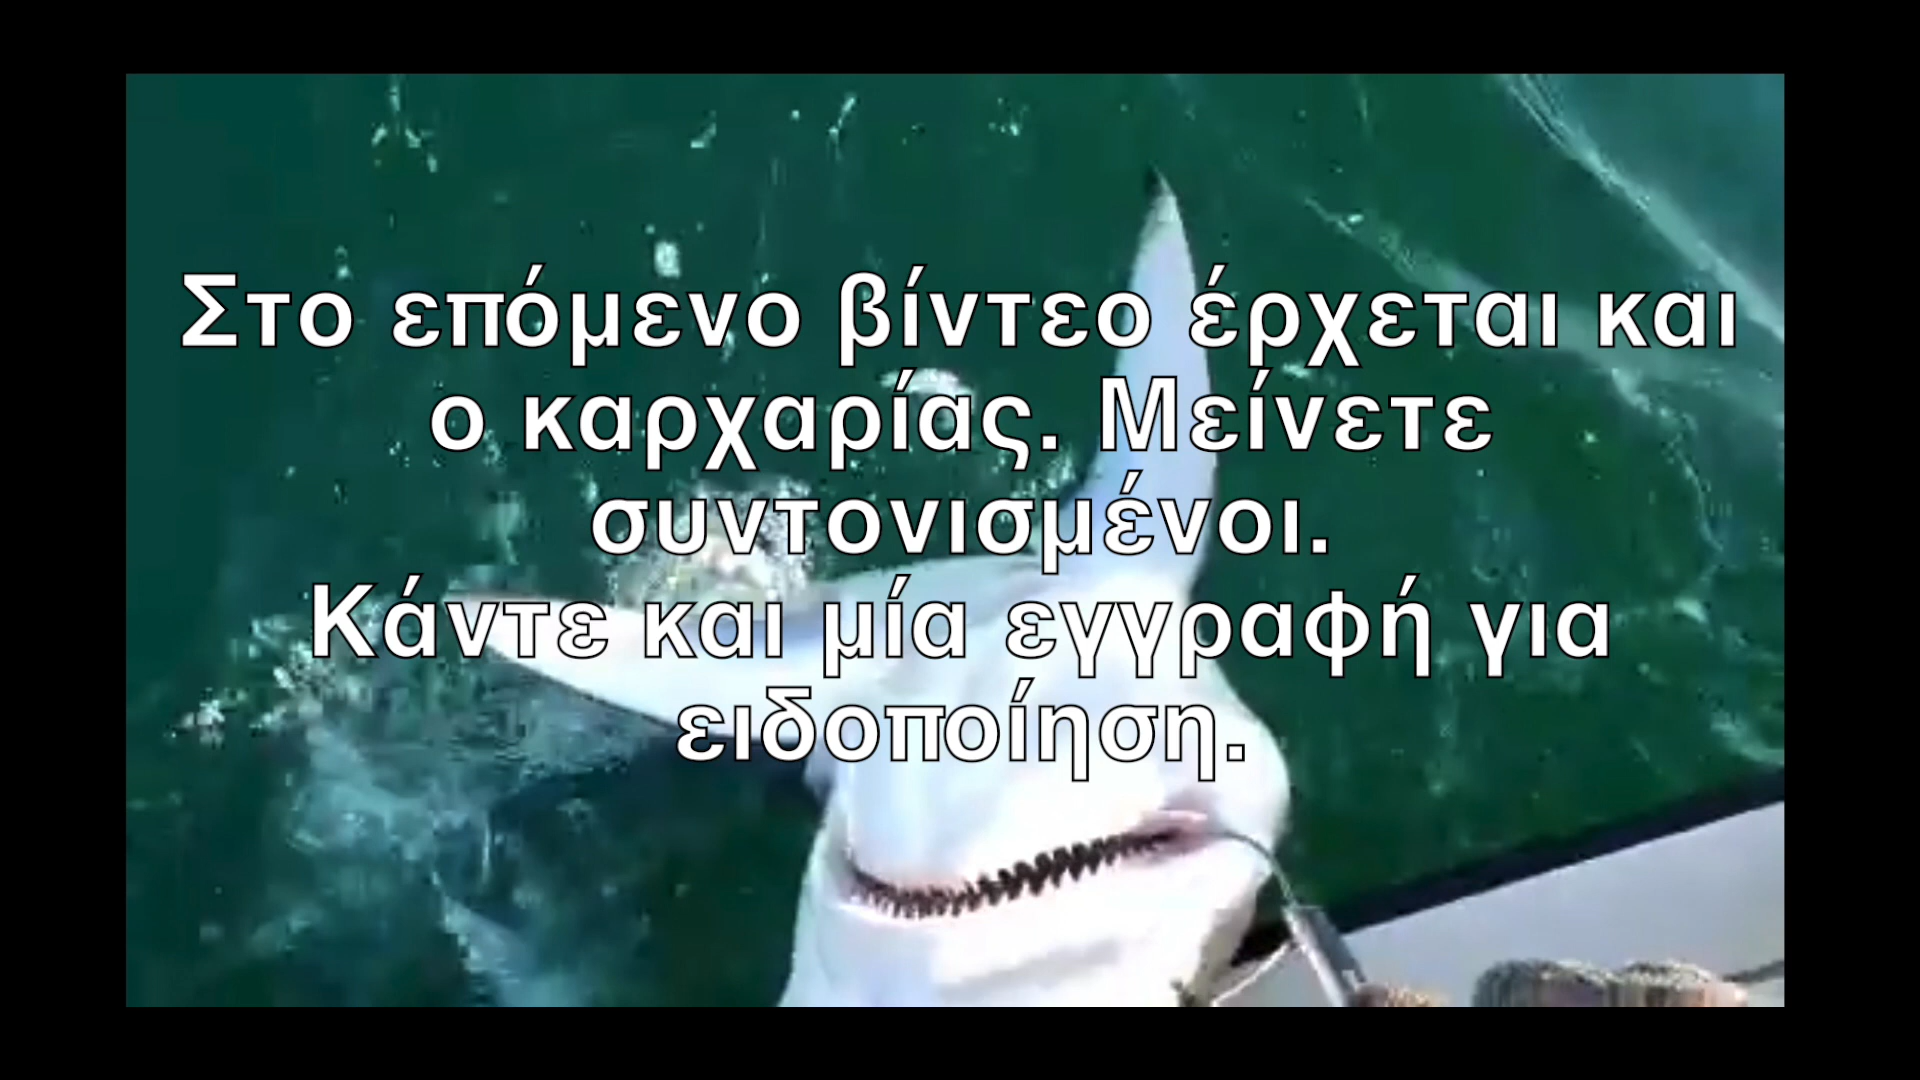 Στο επόμενο βίντεο έρχεται και
ο καρχαρίας. Μείνετε
συντονισμένοι.
Κάντε και μία εγγραφή για
ειδοποίηση.